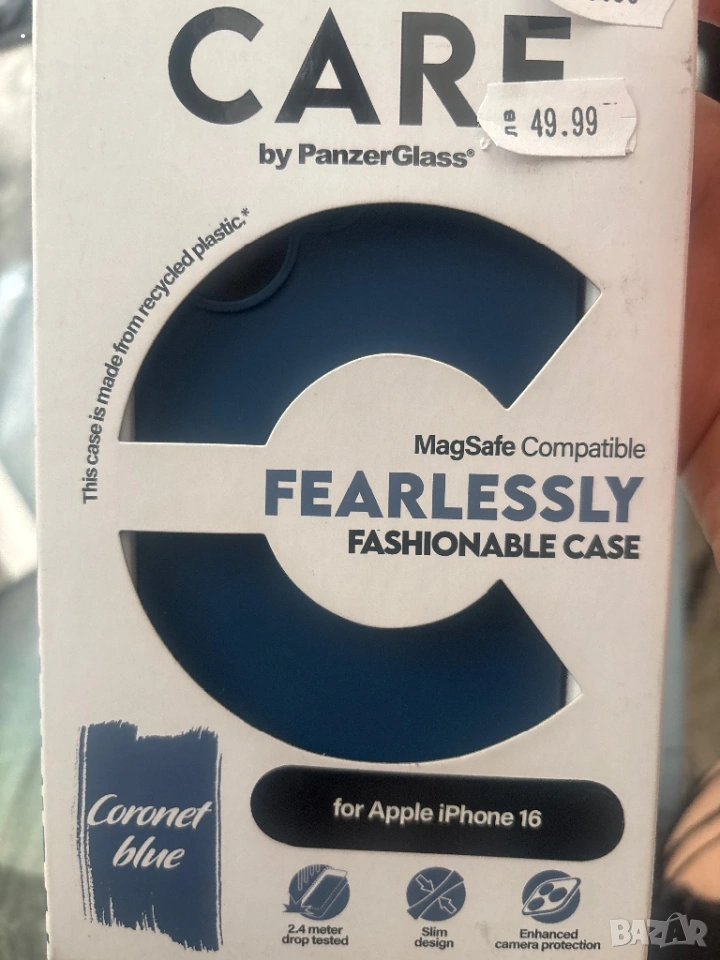 CARE
by PanzerGlass®
лв 49.99
This case is made from recycled plastic.*
MagSafe Compatible
FEARLESSLY
FASHIONABLE CASE
Coronet
blue
for Apple iPhone 16
2.4 meter
drop tested
Slim
design
Enhanced
camera protection
BAZAR